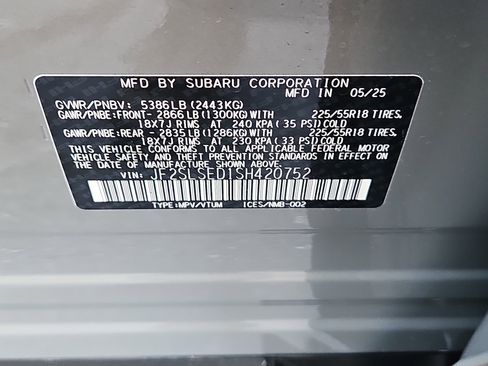 MFD BY SUBARU CORPORATION
MFD IN 05/25
GVWR/PNBV: 5386LB (2443KG)
GAWR/PNBE:FRONT- 2866LB(1300KG)WITH 225/55R18 TIRES,
18X7J RIMS AT 240 KPA (35 PSI)COLD
GAWR/PNBE:REAR - 2835LB(1286KG)WITH 225/55R18 TIRES,
18X7J RIMS AT 230 KPA (33 PSI)COLD
THIS VEHICLE CONFORMS TO ALL APPLICABLE FEDERAL MOTOR
VEHICLE SAFETY AND THEFT PREVENTION STANDARDS IN EFFECT
ON THE DATE OF MANUFACTURE SHOWN ABOVE.
VIN: JF2SLSED1SH420752
TYPE:MPV/VTUM ICES/NMB-002